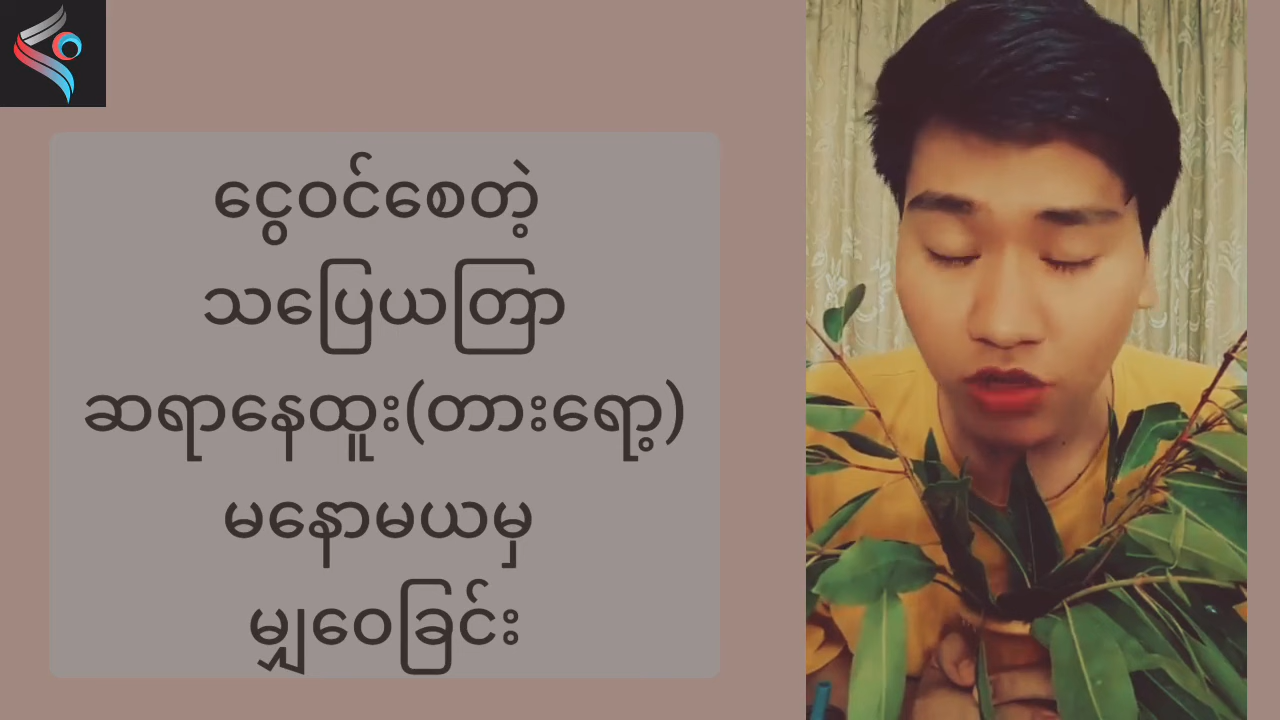 ငွေဝင်စေတဲ့
သပြေယတြာ
ဆရာနေထူး(တားရော့)
မနောမယမှ
မျှဝေခြင်း